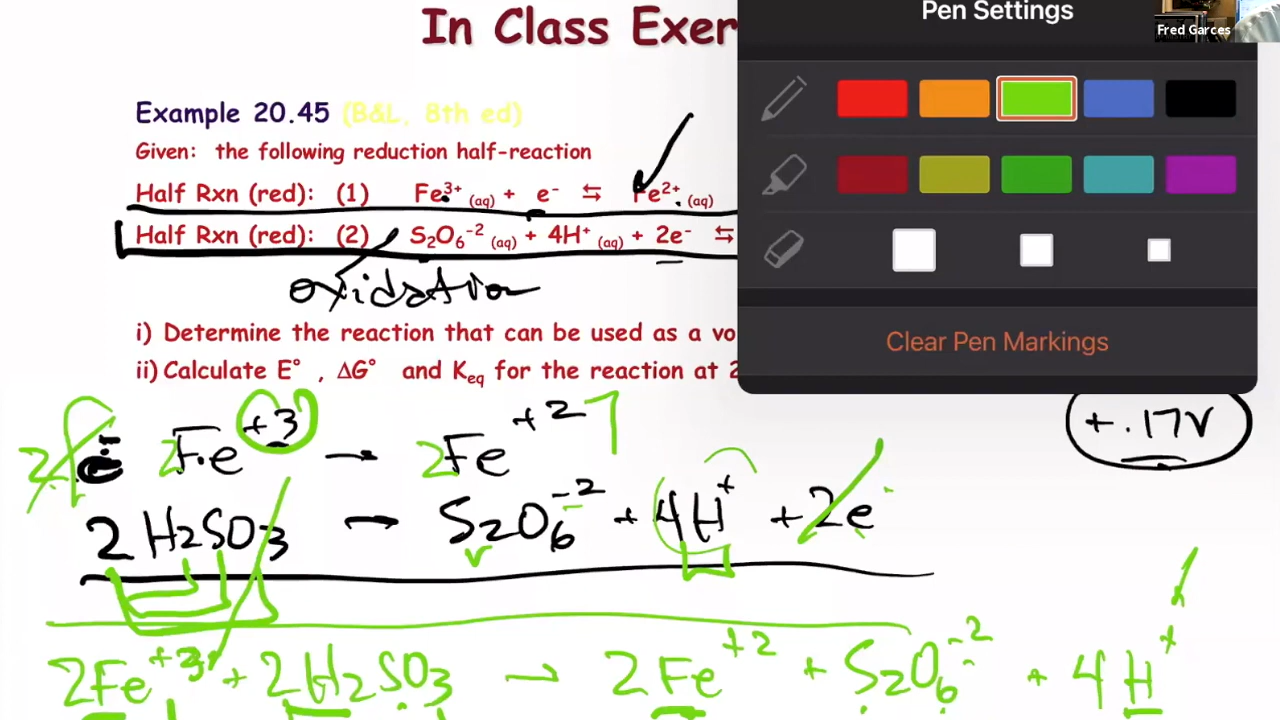 In Class Exer
Pen Settings
Fred Garces
Example 20.45 (B&L, 8th ed)
Given: the following reduction half-reaction
Half Rxn (red): (1) Fe³⁺ (aq) + e⁻ ⇆ Fe²⁺ (aq)
Half Rxn (red): (2) S₂O₆⁻² (aq) + 4H⁺ (aq) + 2e⁻ ⇆
oxidation
i) Determine the reaction that can be used as a vo
ii) Calculate E° , ΔG° and Keq for the reaction at 2
Clear Pen Markings
+.17v
2Fe⁺³ → 2Fe⁺²
2H₂SO₃ → S₂O₆⁻² + 4H⁺ + 2e
2Fe⁺³ + 2H₂SO₃ → 2Fe⁺² + S₂O₆⁻² + 4H⁺